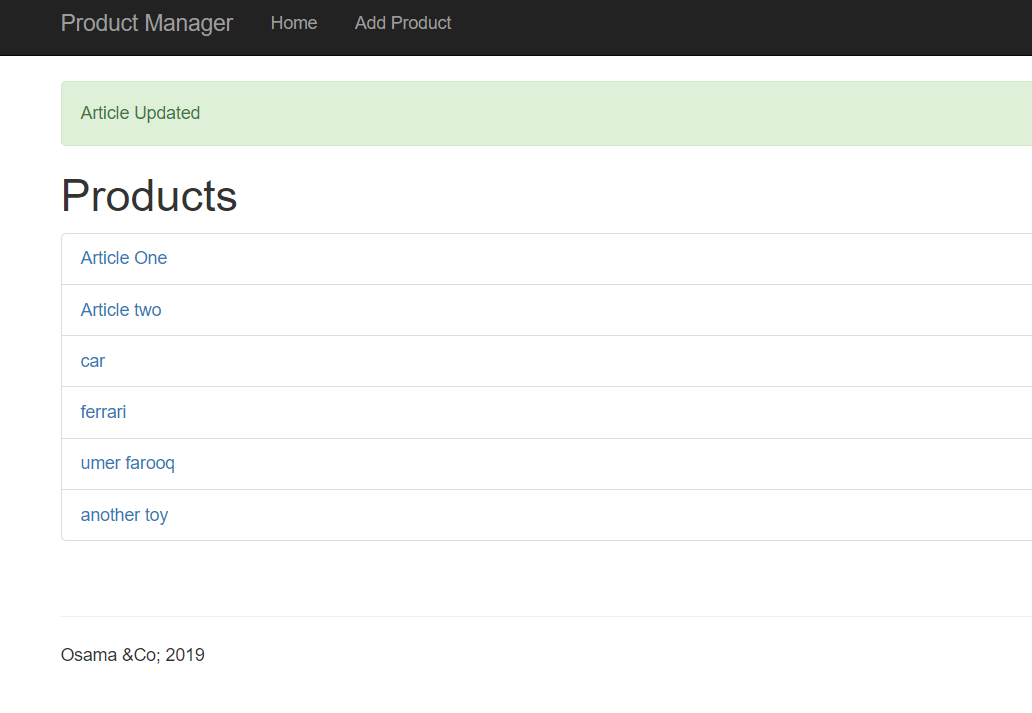 Product Manager Home Add Product
Article Updated
Products
Article One
Article two
car
ferrari
umer farooq
another toy
Osama &Co; 2019